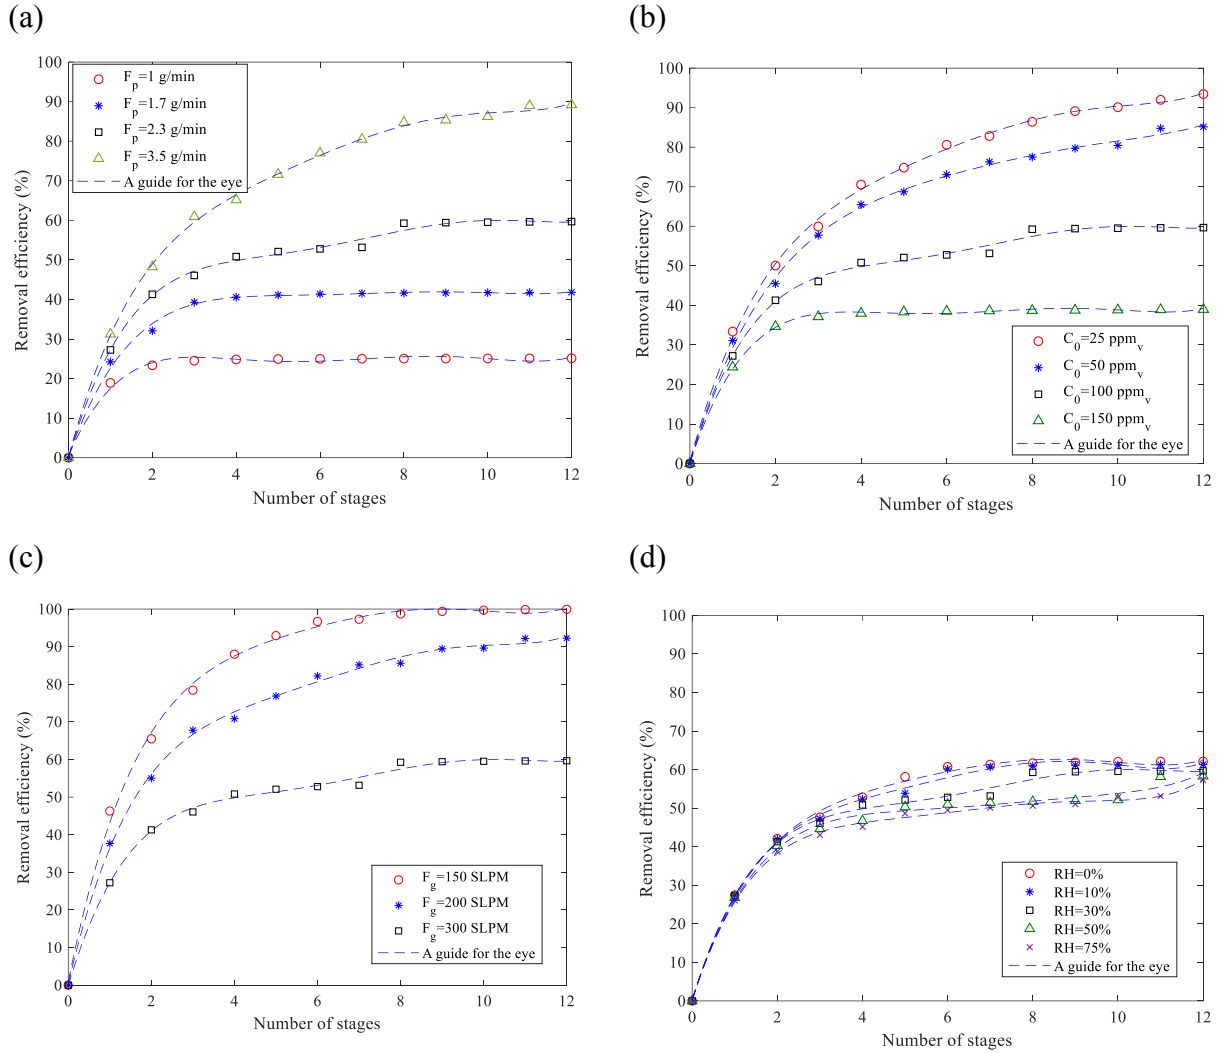 (a)
100
90
80
70
60
50
40
30
20
10
0
Removal efficiency (%)
F_p=1 g/min
F_p=1.7 g/min
F_p=2.3 g/min
F_p=3.5 g/min
A guide for the eye
0 2 4 6 8 10 12
Number of stages
(b)
100
90
80
70
60
50
40
30
20
10
0
Removal efficiency (%)
C_0=25 ppm_v
C_0=50 ppm_v
C_0=100 ppm_v
C_0=150 ppm_v
A guide for the eye
0 2 4 6 8 10 12
Number of stages
(c)
100
90
80
70
60
50
40
30
20
10
0
Removal efficiency (%)
F_g=150 SLPM
F_g=200 SLPM
F_g=300 SLPM
A guide for the eye
0 2 4 6 8 10 12
Number of stages
(d)
100
90
80
70
60
50
40
30
20
10
0
Removal efficiency (%)
RH=0%
RH=10%
RH=30%
RH=50%
RH=75%
A guide for the eye
0 2 4 6 8 10 12
Number of stages